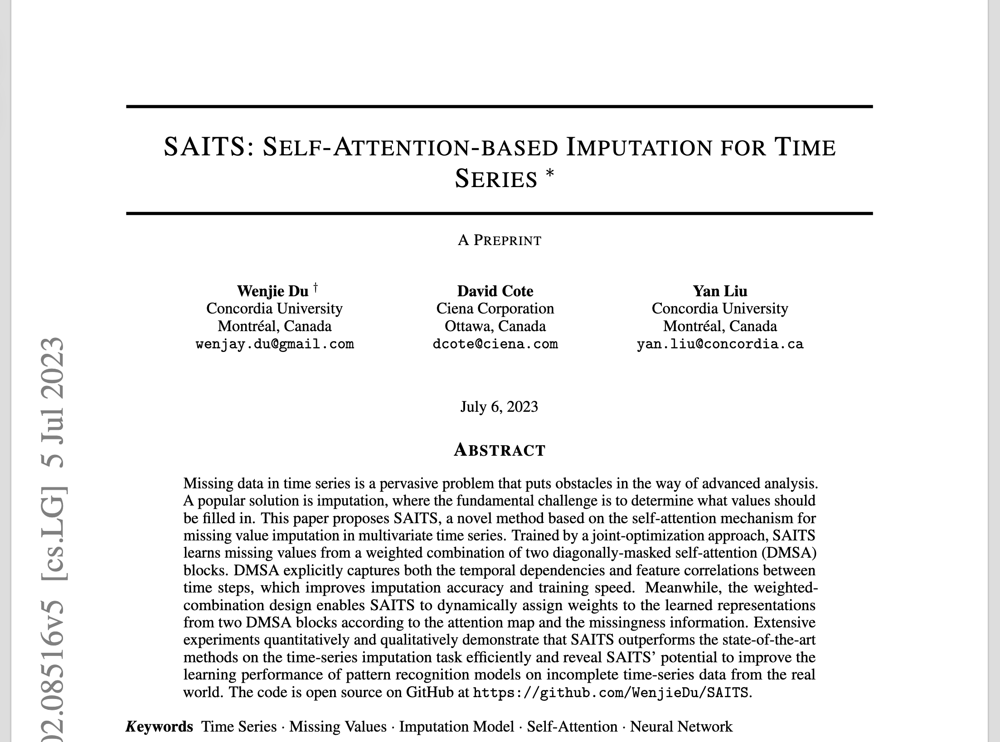 SAITS: SELF-ATTENTION-BASED IMPUTATION FOR TIME
SERIES *
A PREPRINT
Wenjie Du †
Concordia University
Montréal, Canada
wenjay.du@gmail.com
David Cote
Ciena Corporation
Ottawa, Canada
dcote@ciena.com
Yan Liu
Concordia University
Montréal, Canada
yan.liu@concordia.ca
July 6, 2023
ABSTRACT
Missing data in time series is a pervasive problem that puts obstacles in the way of advanced analysis.
A popular solution is imputation, where the fundamental challenge is to determine what values should
be filled in. This paper proposes SAITS, a novel method based on the self-attention mechanism for
missing value imputation in multivariate time series. Trained by a joint-optimization approach, SAITS
learns missing values from a weighted combination of two diagonally-masked self-attention (DMSA)
blocks. DMSA explicitly captures both the temporal dependencies and feature correlations between
time steps, which improves imputation accuracy and training speed. Meanwhile, the weighted-
combination design enables SAITS to dynamically assign weights to the learned representations
from two DMSA blocks according to the attention map and the missingness information. Extensive
experiments quantitatively and qualitatively demonstrate that SAITS outperforms the state-of-the-art
methods on the time-series imputation task efficiently and reveal SAITS’ potential to improve the
learning performance of pattern recognition models on incomplete time-series data from the real
world. The code is open source on GitHub at https://github.com/WenjieDu/SAITS.
Keywords Time Series · Missing Values · Imputation Model · Self-Attention · Neural Network
02.08516v5 [cs.LG] 5 Jul 2023